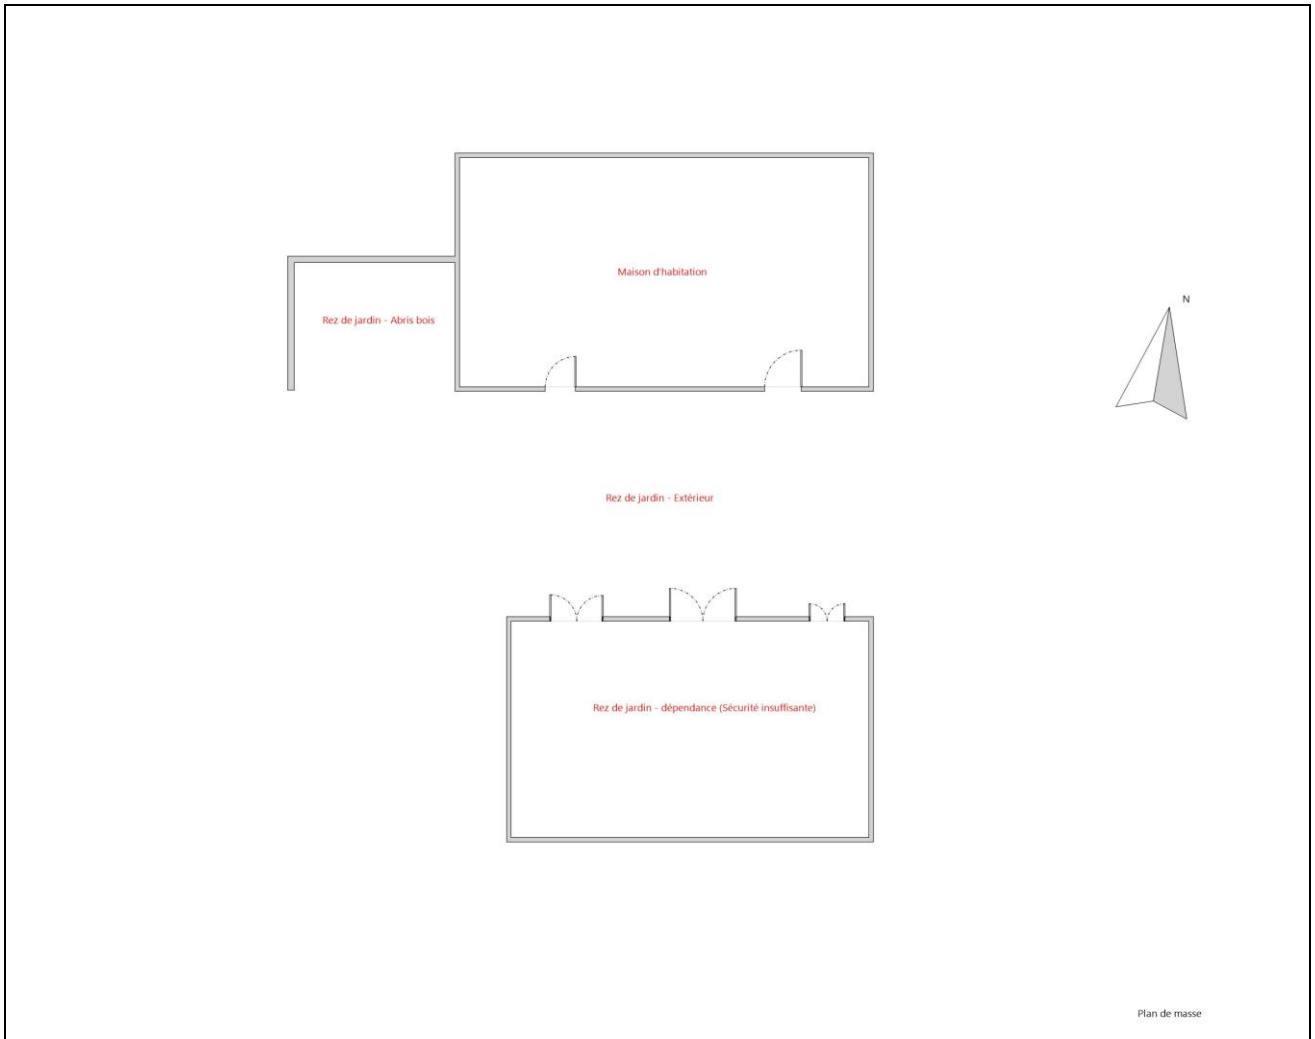 Maison d'habitation
N
Rez de jardin - Abris bois
Rez de jardin - Extérieur
Rez de jardin - dépendance (Sécurité insuffisante)
Plan de masse